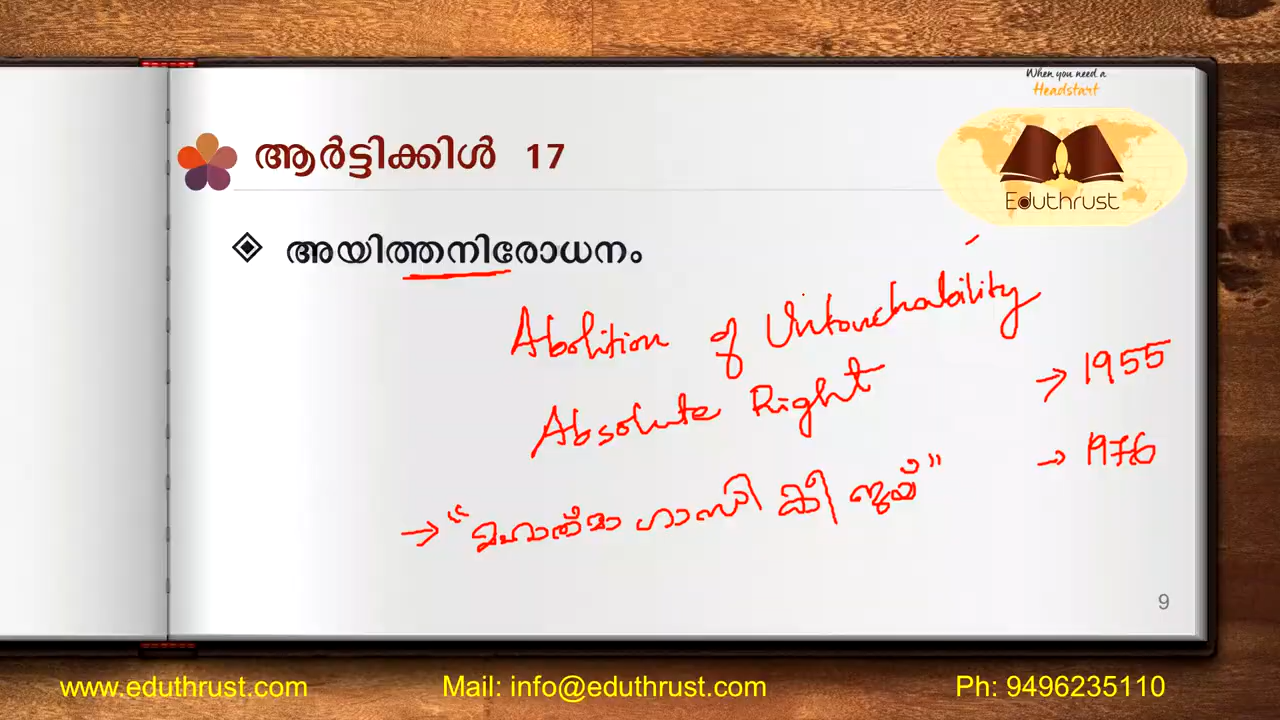 When you need a
Headstart
Eduthrust
ആർട്ടിക്കിൾ 17
അയിത്തനിരോധനം
Abolition of Untouchability
Absolute Right
→ 1955
→ 1976
→ "മഹാത്മാ ഗാന്ധി കീ ജയ്"
9
www.eduthrust.com Mail: info@eduthrust.com Ph: 9496235110